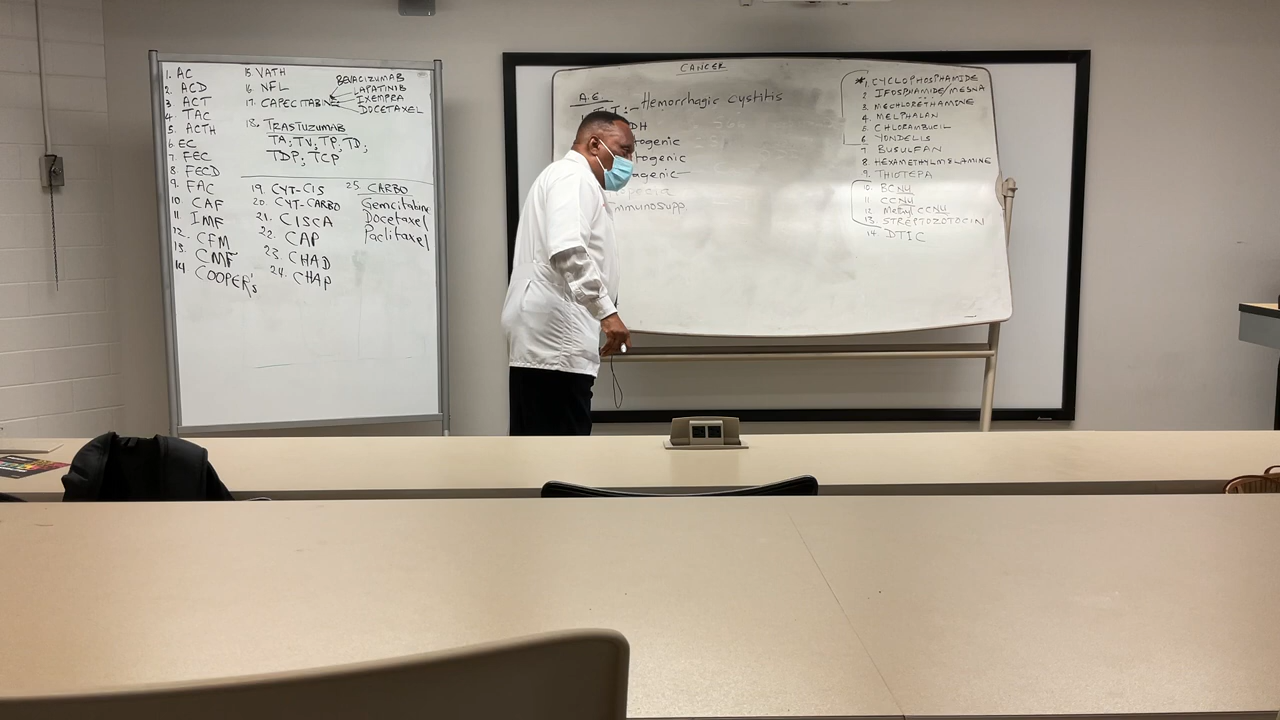 1. AC
2. ACD
3 ACT
4 TAC
5. ACTH
6 EC
7. FEC
8 FECD
9. FAC
10. CAF
11 IMF
12. CFM
13. CMF
14 COOPER's
15. VATH
16 NFL
17. CAPECITABINE
BEVACIZUMAB
LAPATINIB
IXEMPRA
DOCETAXEL
18. TRASTUZUMAB
TA, TV, TP, TD,
TDP, TCP
19. CYT-CIS
20. CYT-CARBO
21. CISCA
22. CAP
23. CHAD
24. CHAP
25. CARBO
Gemcitabine
Docetaxel
Paclitaxel
CANCER
A.E.
Hemorrhagic cystitis
DH
togenic
togenic
agenic
mmunosupp
*1. CYCLOPHOSPHAMIDE
2. IFOSPHAMIDE/MESNA
3. MECHLORETHAMINE
4. MELPHALAN
5 CHLORAMBUCIL
6 YONDELIS
7. BUSULFAN
8. HEXAMETHYLMELAMINE
9. THIOTEPA
10. BCNU
11. CCNU
12 Methyl CCNU
13. STREPTOZOTOCIN
14. DTIC